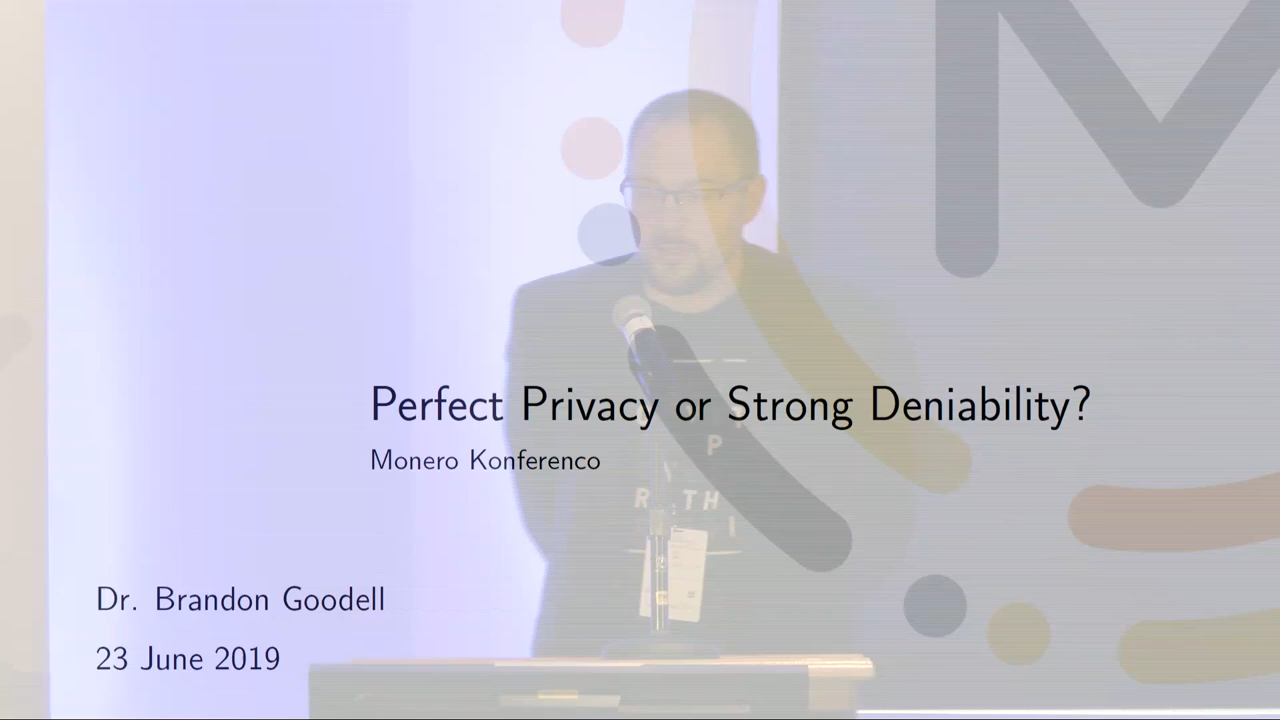 Perfect Privacy or Strong Deniability?
Monero Konferenco
Dr. Brandon Goodell
23 June 2019